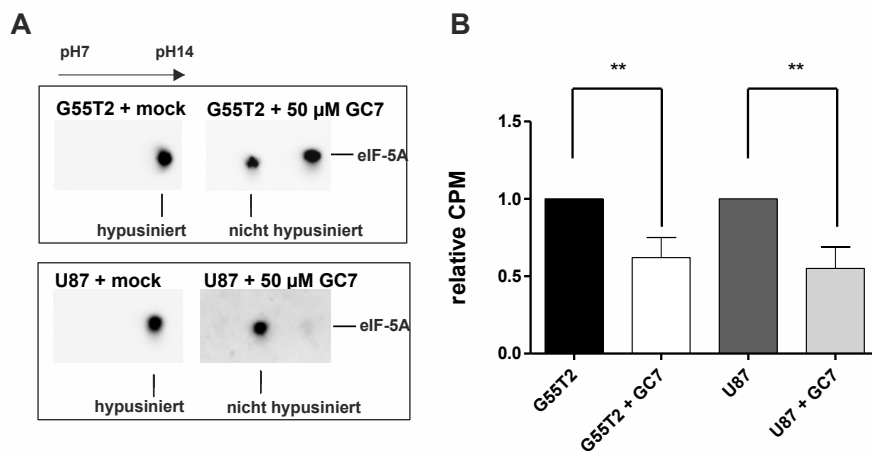 A
pH7 pH14
G55T2 + mock G55T2 + 50 µM GC7
eIF-5A
hypusiniert nicht hypusiniert
U87 + mock U87 + 50 µM GC7
eIF-5A
hypusiniert nicht hypusiniert
B
** **
relative CPM
1.5
1.0
0.5
0.0
G55T2
G55T2 + GC7
U87
U87 + GC7